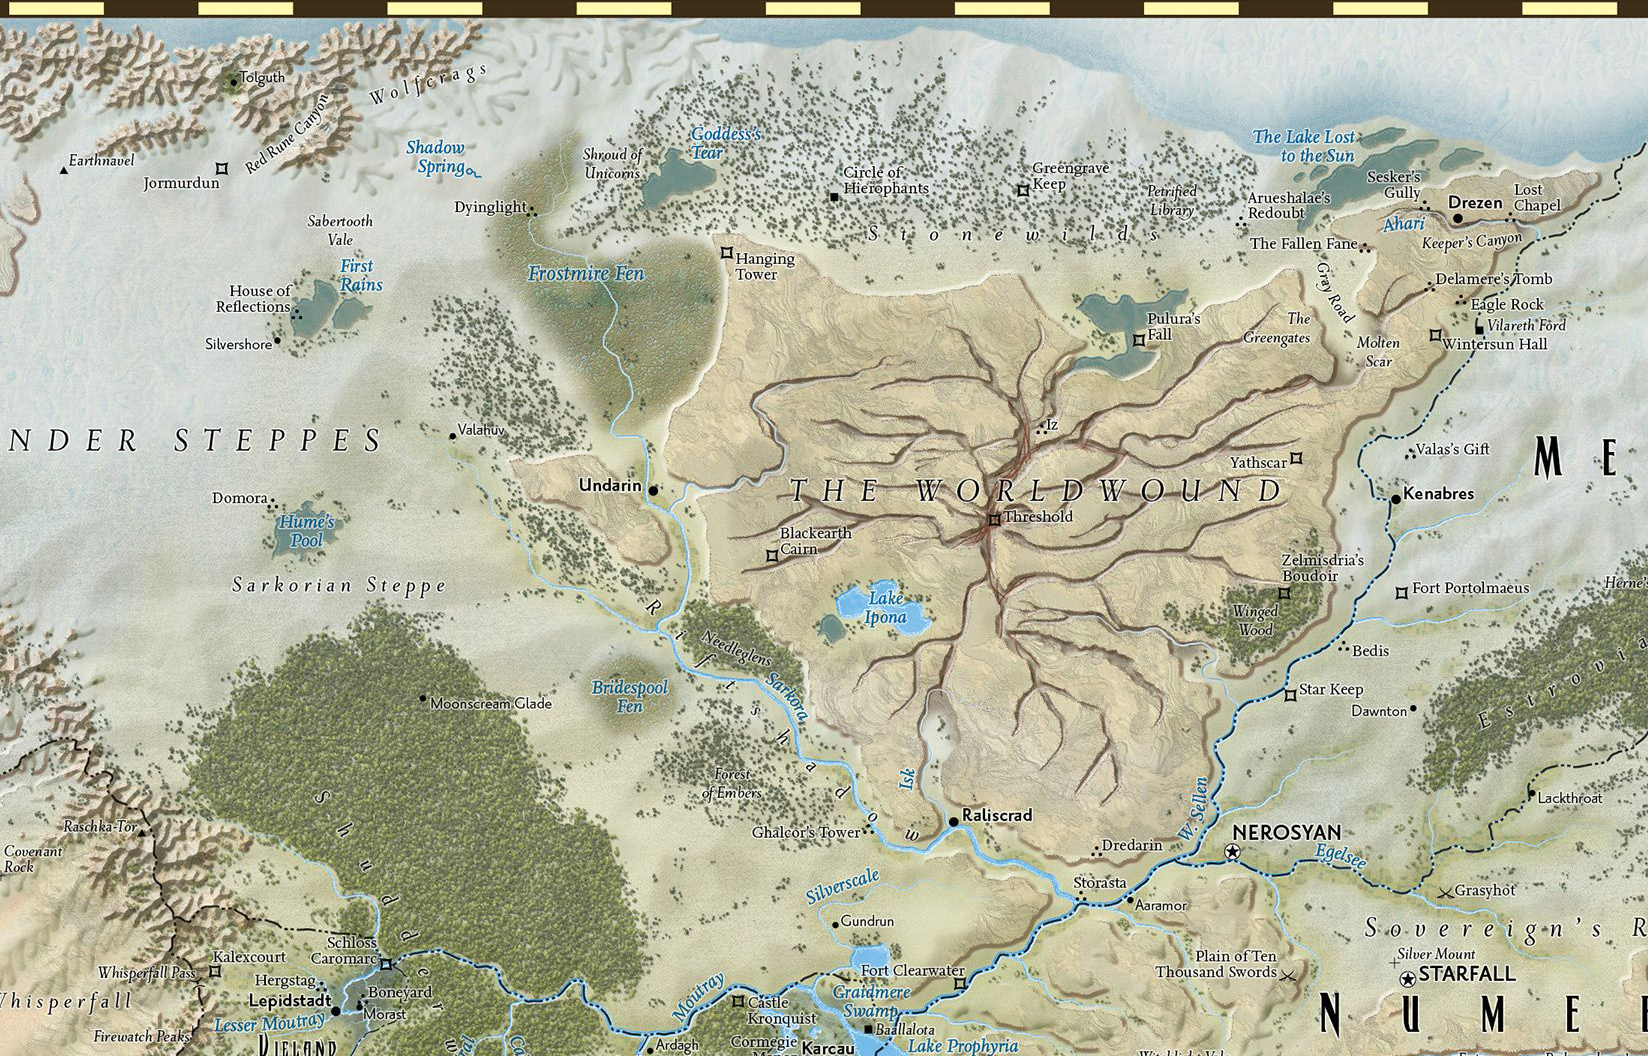 Tolguth
Wolfcrags
Red Rune Canyon
Earthnavel
Jormurdun
Shadow
Spring
Shroud of
Unicorns
Goddess's
Tear
Circle of
Hierophants
Greengrave
Keep
Petrified
Library
The Lake Lost
to the Sun
Arueshalae's
Redoubt
Sesker's
Gully
Drezen
Lost
Chapel
Dyinglight
Sabertooth
Vale
Stonewilds
Ahari
Keeper's Canyon
The Fallen Fane
Hanging
Tower
Frostmire Fen
First
Rains
House of
Reflections
Silvershore
Gray Road
Delamere's Tomb
Eagle Rock
Vilareth Ford
Wintersun Hall
Pulura's
Fall
The
Greengates
Molten
Scar
NDER STEPPES
Valahuv
Iz
Yathscar
Valas's Gift
ME
Undarin
THE WORLDWOUND
Kenabres
Domora
Hume's
Pool
Threshold
Blackearth
Cairn
Zelmisdria's
Boudoir
Sarkorian Steppe
Fort Portolmaeus
Herne's
Lake
Ipona
Winged
Wood
Riftshadow
Needleglens
Bedis
Estrovia
Sarkora
Bridespool
Fen
Moonscream Glade
Star Keep
Dawnton
Forest
of Embers
Isk
W. Sellen
Lackthroat
Shudderwo
Raschka-Tor
Ghalcor's Tower
Raliscrad
NEROSYAN
Dredarin
Egelsee
Covenant
Rock
Silverscale
Storasta
Aaramor
Grasyhot
Gundrun
Sovereign's R
Schloss
Caromarc
Kalexcourt
Whisperfall Pass
Hergstag
Fort Clearwater
Plain of Ten
Thousand Swords
Silver Mount
STARFALL
Whisperfall
Lepidstadt
Boneyard
Morast
Moutray
Castle
Kronquist
Graidmere
Swamp
NUME
Lesser Moutray
Firewatch Peaks
Baallalota
Ardagh
Cormegie
Karcau
Lake Prophyria